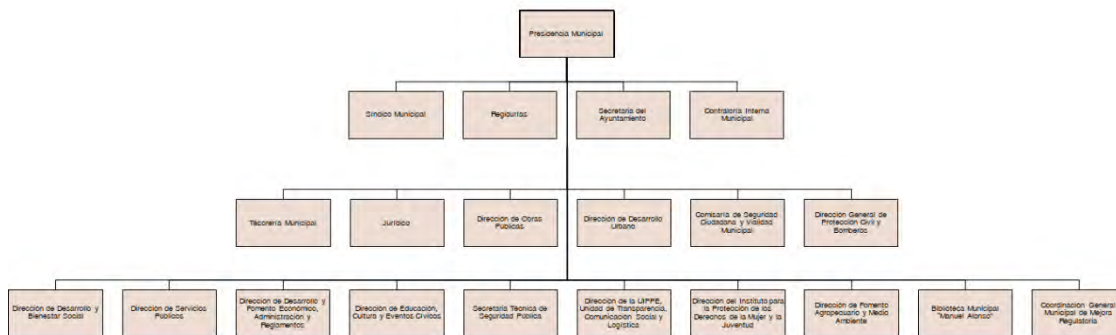 Presidencia Municipal
Síndico Municipal
Regidurías
Secretaría del
Ayuntamiento
Contraloría Interna
Municipal
Tesorería Municipal
Jurídico
Dirección de Obras
Públicas
Dirección de Desarrollo
Urbano
Comisaría de Seguridad
Ciudadana y Vialidad
Municipal
Dirección General de
Protección Civil y
Bomberos
Dirección de Desarrollo y
Bienestar Social
Dirección de Servicios
Públicos
Dirección de Desarrollo y
Fomento Económico,
Administración y
Reglamentos
Dirección de Educación,
Cultura y Eventos Cívicos
Secretaría Técnica de
Seguridad Pública
Dirección de la UIPPE,
Unidad de Transparencia,
Comunicación Social y
Logística
Dirección del Instituto para
la Protección de los
Derechos de la Mujer y la
Juventud
Dirección de Fomento
Agropecuario y Medio
Ambiente
Biblioteca Municipal
"Manuel Alonso"
Coordinación General
Municipal de Mejora
Regulatoria